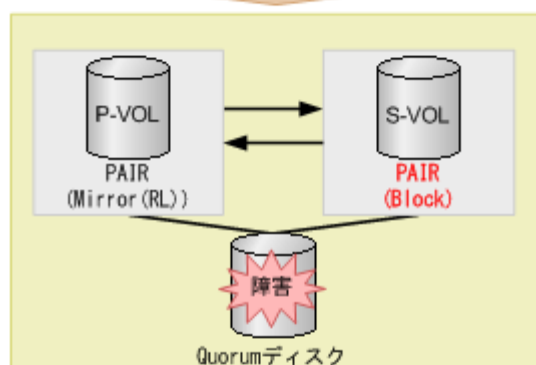 P-VOL
S-VOL
PAIR
(Mirror(RL))
PAIR
(Block)
障害
Quorumディスク